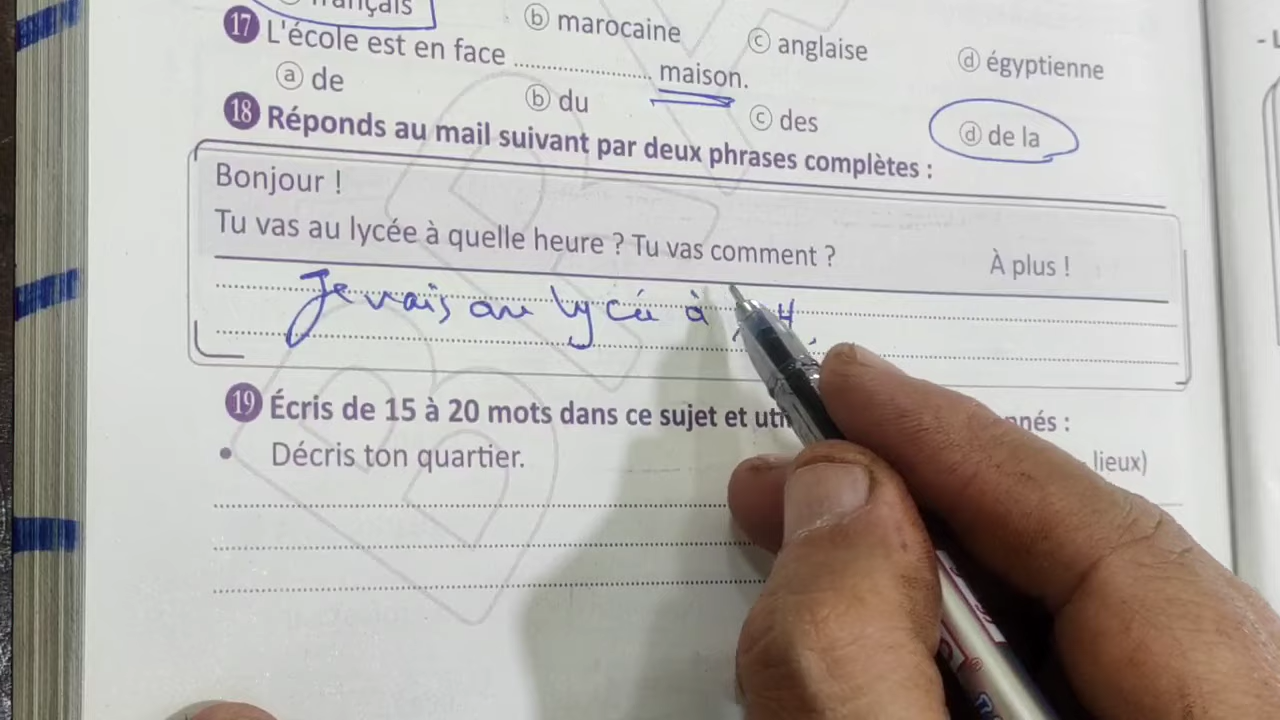 français
ⓑ marocaine
ⓒ anglaise
ⓓ égyptienne
17 L'école est en face .......................... maison.
ⓐ de
ⓑ du
ⓒ des
ⓓ de la
18 Réponds au mail suivant par deux phrases complètes :
Bonjour !
Tu vas au lycée à quelle heure ? Tu vas comment ?
À plus !
Je vais au lycée à
19 Écris de 15 à 20 mots dans ce sujet et
• Décris ton quartier.
lieux)